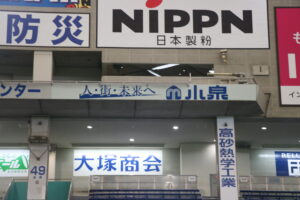 防災
NIPPN
日本製粉
ンター
人・街・未来へ
小泉
大塚商会
高砂熱学工業
49